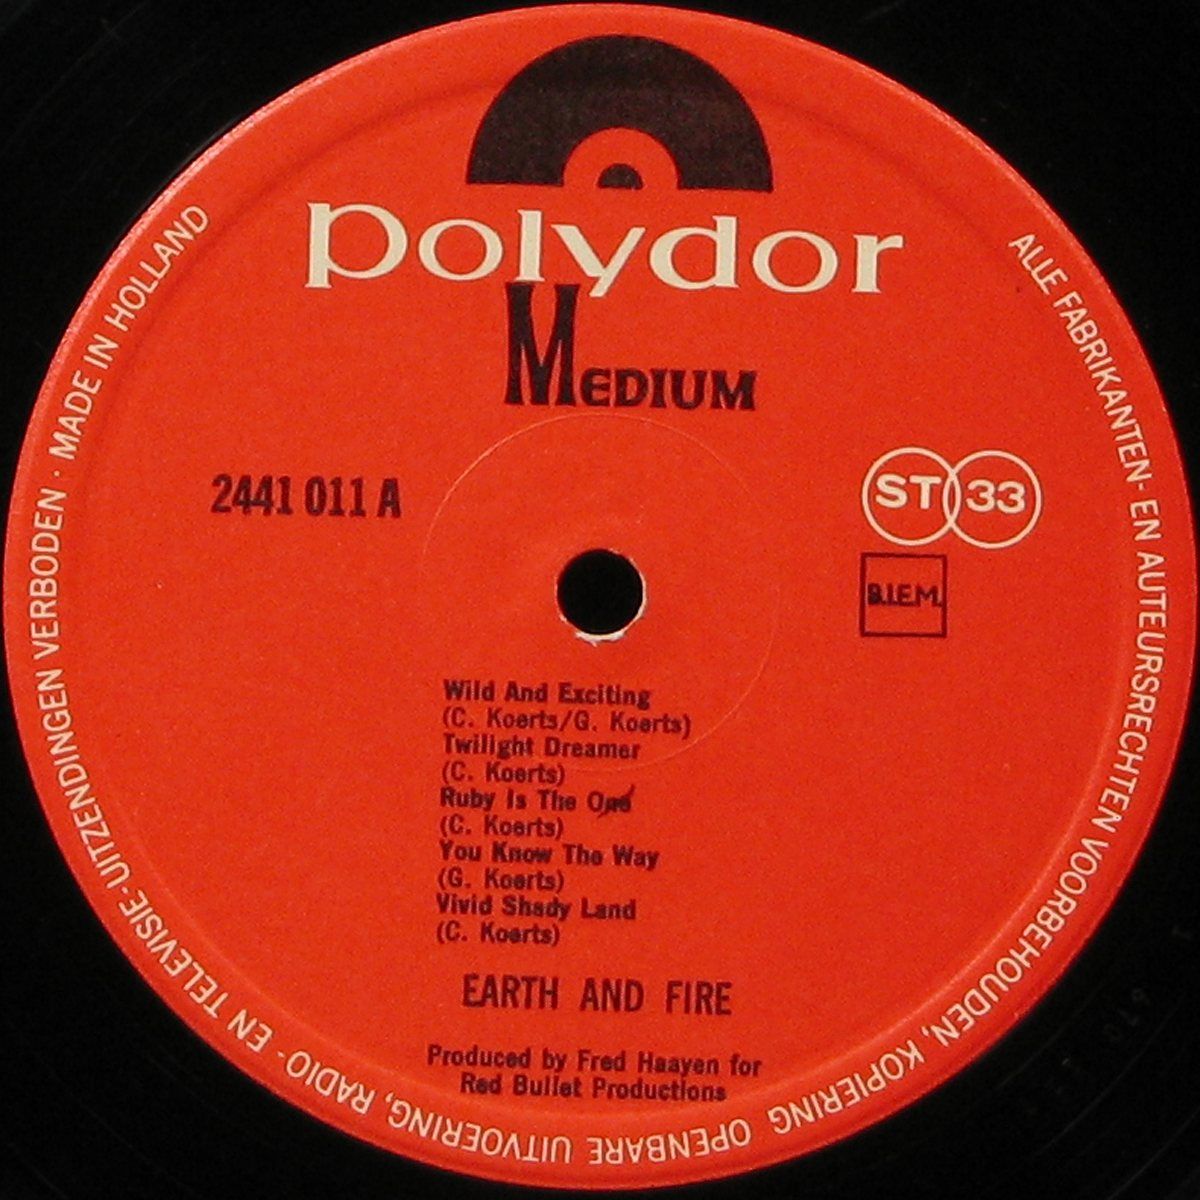 polydor
MEDIUM
2441 011 A
ST 33
B.I.E.M.
Wild And Exciting
(C. Koerts/G. Koerts)
Twilight Dreamer
(C. Koerts)
Ruby Is The One
(C. Koerts)
You Know The Way
(G. Koerts)
Vivid Shady Land
(C. Koerts)
EARTH AND FIRE
Produced by Fred Haayen for
Red Bullet Productions
ALLE FABRIKANTEN- EN AUTEURSRECHTEN VOORBEHOUDEN, KOPIERING OPENBARE UITVOERING, RADIO- EN TELEVISIE-UITZENDINGEN VERBODEN · MADE IN HOLLAND